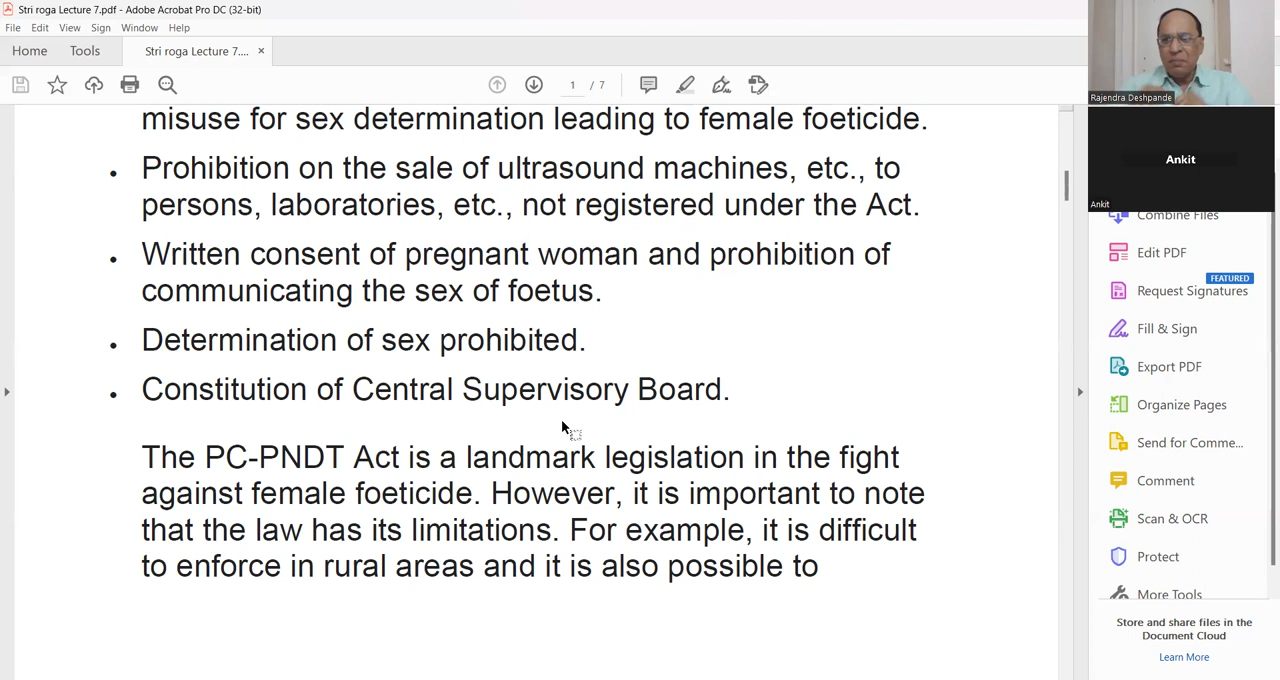 Stri roga Lecture 7.pdf - Adobe Acrobat Pro DC (32-bit)
File Edit View Sign Window Help
Home Tools Stri roga Lecture 7.... ×
1 / 7
misuse for sex determination leading to female foeticide.
• Prohibition on the sale of ultrasound machines, etc., to
persons, laboratories, etc., not registered under the Act.
• Written consent of pregnant woman and prohibition of
communicating the sex of foetus.
• Determination of sex prohibited.
• Constitution of Central Supervisory Board.
The PC-PNDT Act is a landmark legislation in the fight
against female foeticide. However, it is important to note
that the law has its limitations. For example, it is difficult
to enforce in rural areas and it is also possible to
Rajendra Deshpande
Ankit
Ankit
Combine Files
Edit PDF
FEATURED
Request Signatures
Fill & Sign
Export PDF
Organize Pages
Send for Comme...
Comment
Scan & OCR
Protect
More Tools
Store and share files in the
Document Cloud
Learn More